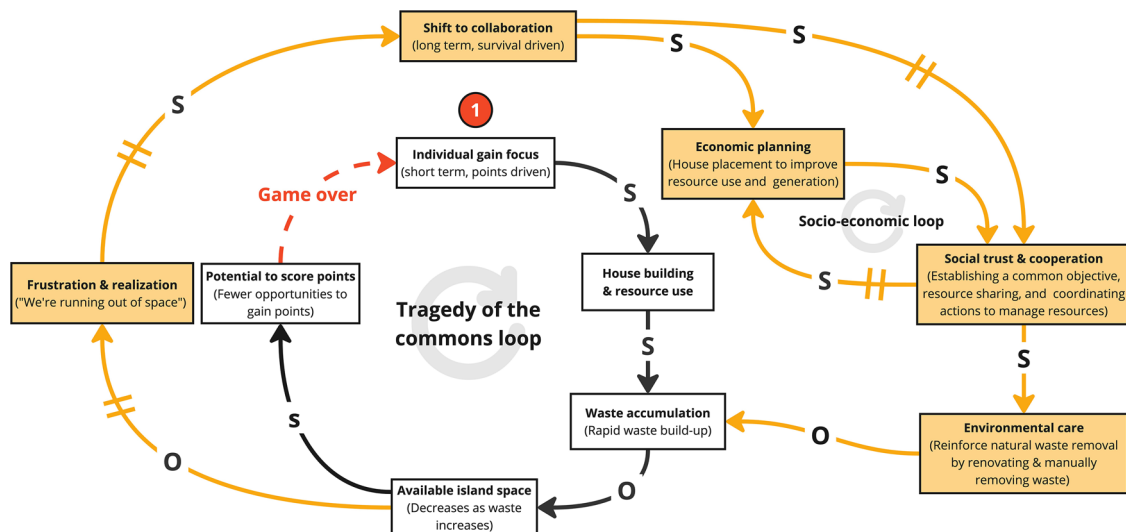 Shift to collaboration
(long term, survival driven)
S
S
S
1
Individual gain focus
(short term, points driven)
Economic planning
(House placement to improve
resource use and generation)
S
S
Game over
Socio-economic loop
Frustration & realization
("We're running out of space")
Potential to score points
(Fewer opportunities to
gain points)
House building
& resource use
Social trust & cooperation
(Establishing a common objective,
resource sharing, and coordinating
actions to manage resources)
S
Tragedy of the
commons loop
S
S
Waste accumulation
(Rapid waste build-up)
Environmental care
(Reinforce natural waste removal
by renovating & manually
removing waste)
S
O
O
O
Available island space
(Decreases as waste
increases)